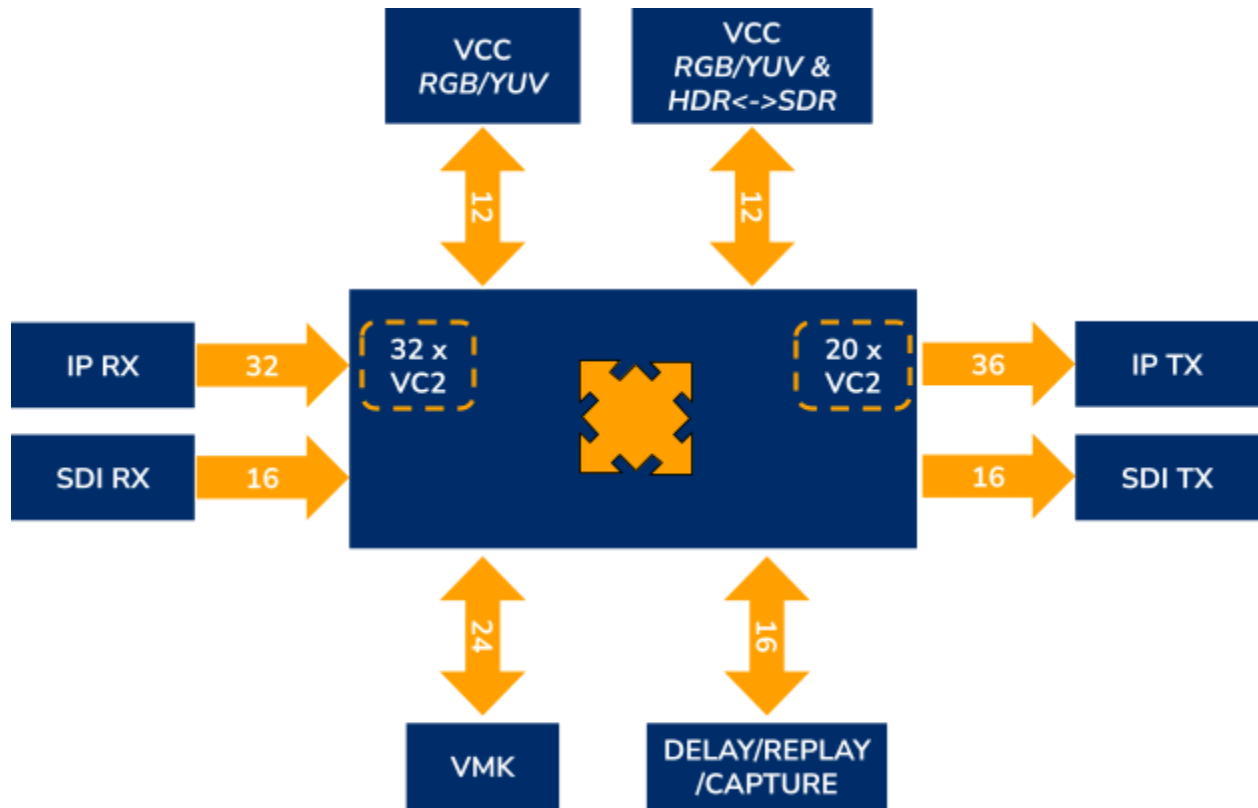 VCC
RGB/YUV
VCC
RGB/YUV &
HDR<->SDR
12
12
IP RX
32
32 x
VC2
20 x
VC2
36
IP TX
SDI RX
16
16
SDI TX
24
16
VMK
DELAY/REPLAY
/CAPTURE